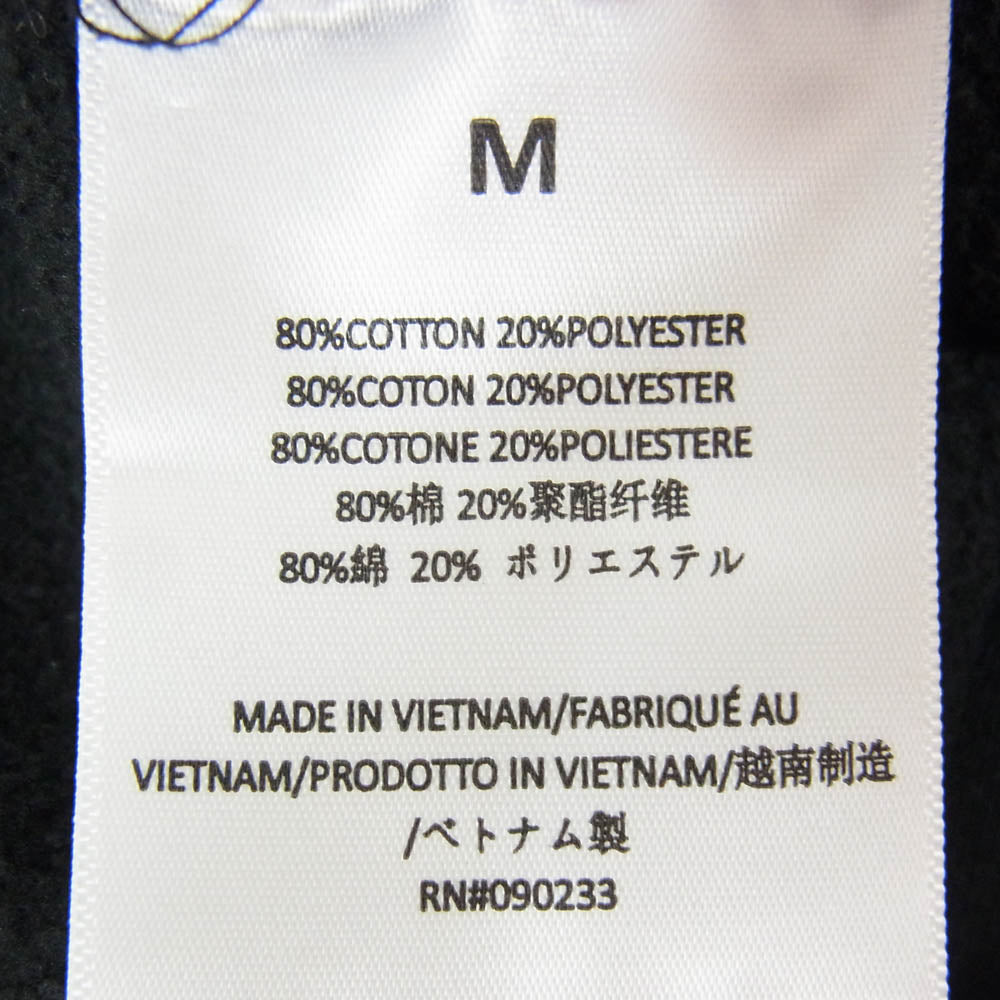 M
80%COTTON 20%POLYESTER
80%COTON 20%POLYESTER
80%COTONE 20%POLIESTERE
80%棉 20%聚酯纤维
80%綿 20% ポリエステル
MADE IN VIETNAM/FABRIQUÉ AU
VIETNAM/PRODOTTO IN VIETNAM/越南制造
/ベトナム製
RN#090233